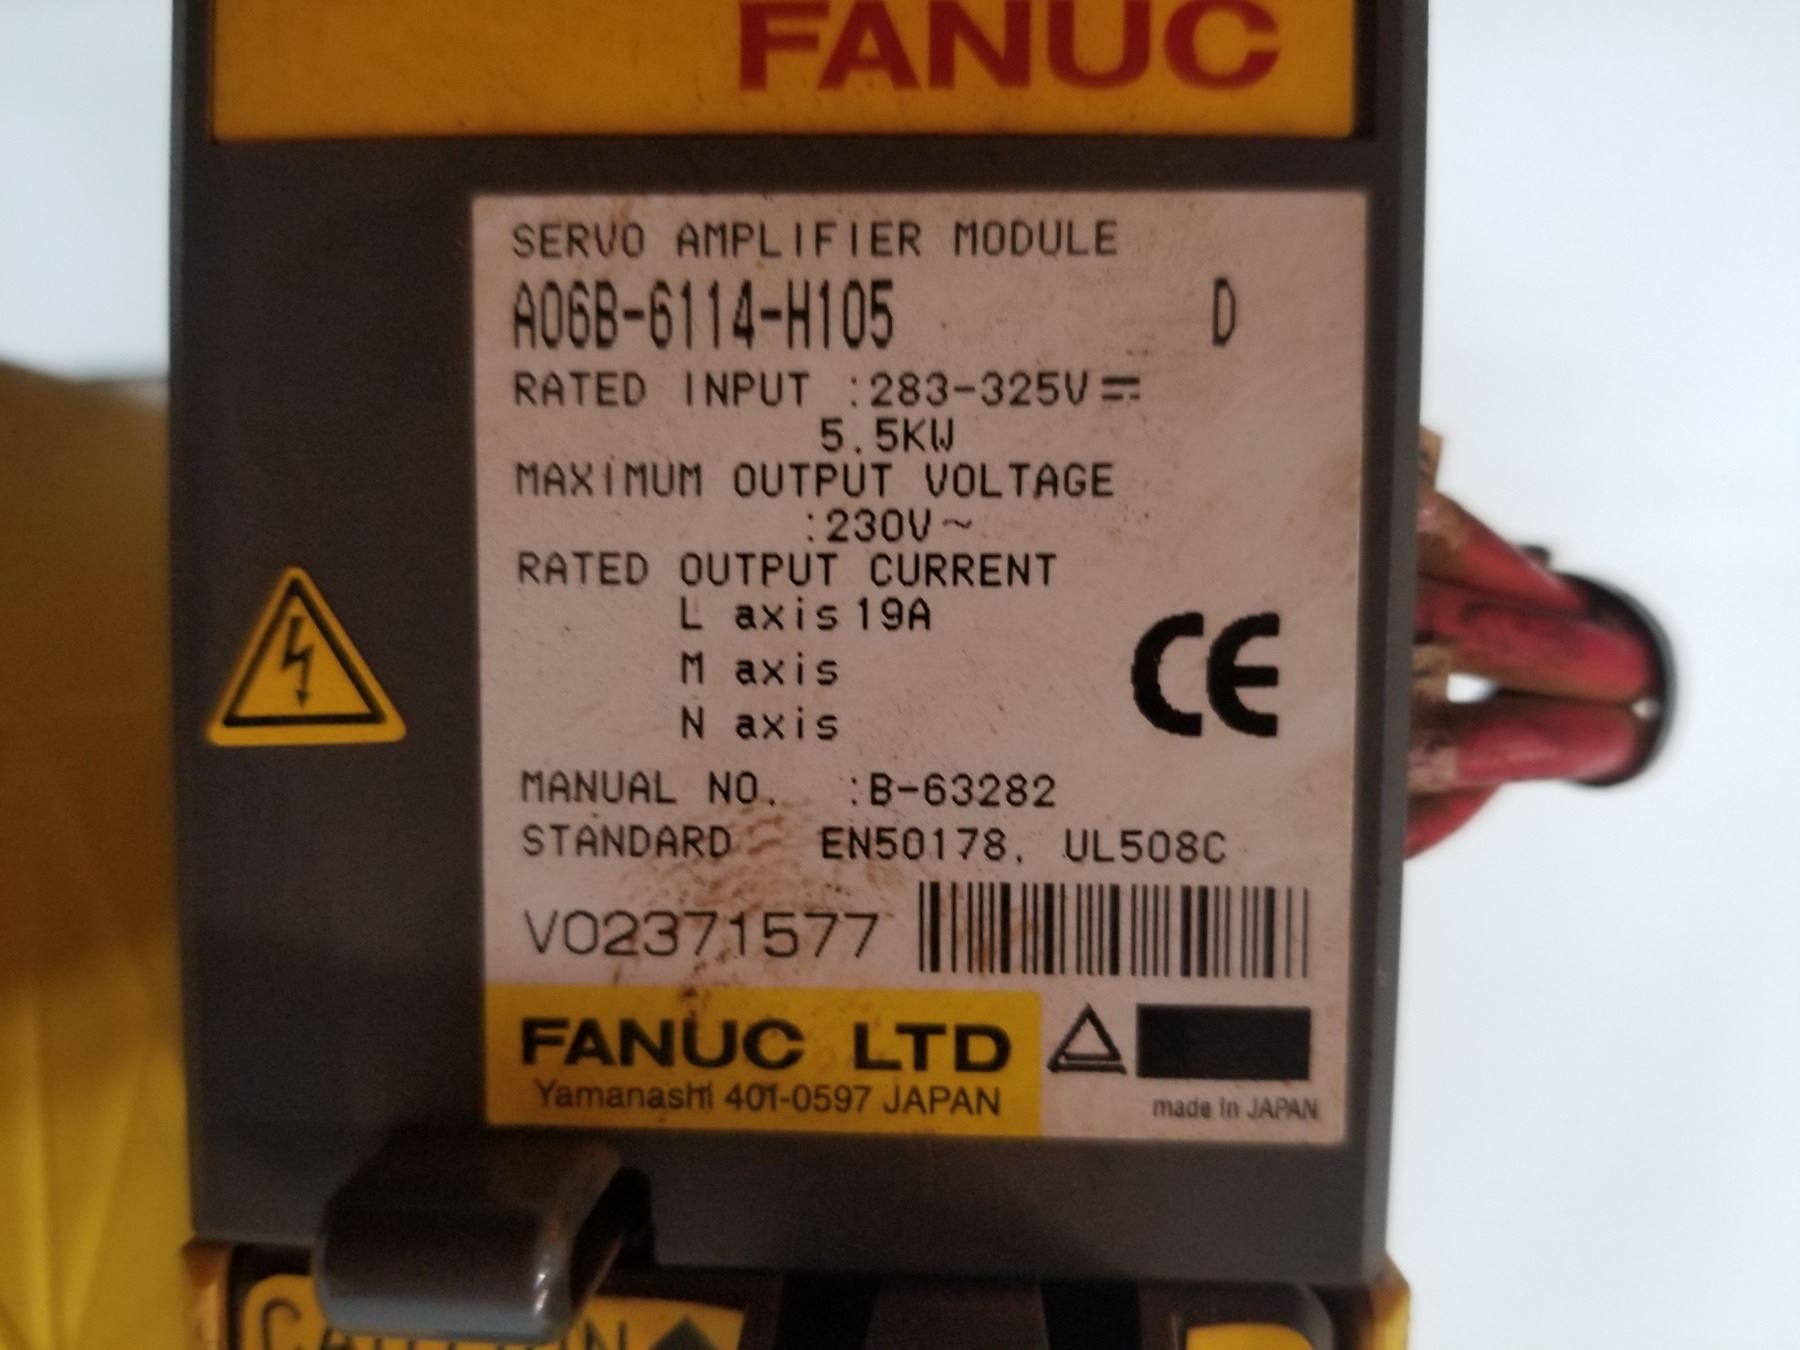 FANUC
SERVO AMPLIFIER MODULE
A06B-6114-H105 D
RATED INPUT :283-325V⎓
5.5KW
MAXIMUM OUTPUT VOLTAGE
:230V~
RATED OUTPUT CURRENT
L axis 19A
M axis
N axis
CE
MANUAL NO. :B-63282
STANDARD EN50178, UL508C
V02371577
FANUC LTD
Yamanashi 401-0597 JAPAN
made in JAPAN
CAUTION